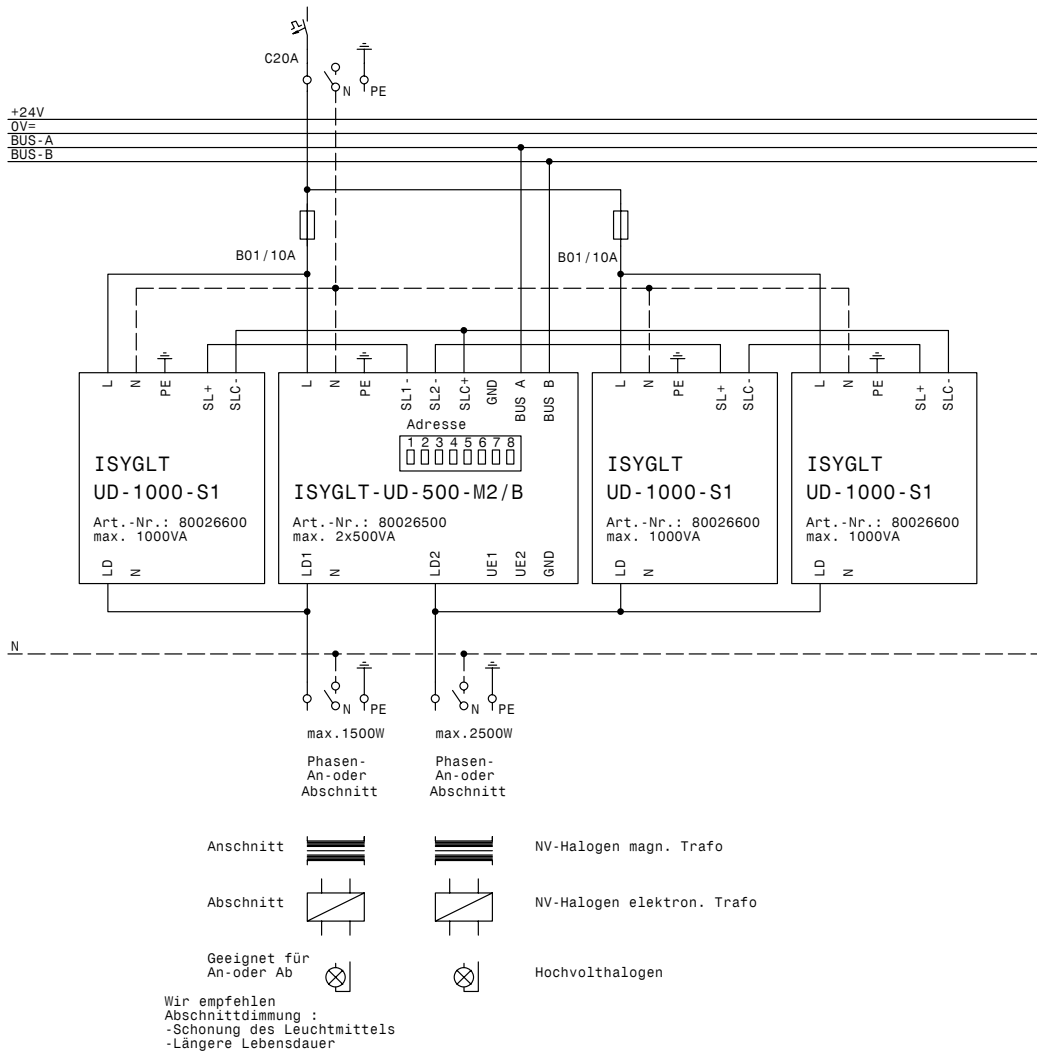 C20A
N
PE
+24V
0V=
BUS-A
BUS-B
B01/10A
B01/10A
L
N
PE
SL+
SLC-
L
N
PE
SL1-
SL2-
SLC+
GND
BUS A
BUS B
L
N
PE
SL+
SLC-
L
N
PE
SL+
SLC-
Adresse
1 2 3 4 5 6 7 8
ISYGLT
UD-1000-S1
Art.-Nr.: 80026600
max. 1000VA
LD
N
ISYGLT-UD-500-M2/B
Art.-Nr.: 80026500
max. 2x500VA
LD1
N
LD2
UE1
UE2
GND
ISYGLT
UD-1000-S1
Art.-Nr.: 80026600
max. 1000VA
LD
N
ISYGLT
UD-1000-S1
Art.-Nr.: 80026600
max. 1000VA
LD
N
N
N
PE
N
PE
max.1500W
max.2500W
Phasen-
An-oder
Abschnitt
Phasen-
An-oder
Abschnitt
Anschnitt
NV-Halogen magn. Trafo
Abschnitt
NV-Halogen elektron. Trafo
Geeignet für
An-oder Ab
Hochvolthalogen
Wir empfehlen
Abschnittdimmung :
-Schonung des Leuchtmittels
-Längere Lebensdauer